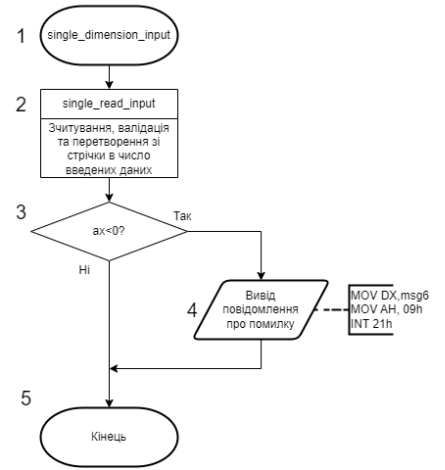 1
single_dimension_input
2
single_read_input
Зчитування, валідація
та перетворення зі
стрічки в число
введених даних
3
ax<0?
Так
Ні
4
Вивід
повідомлення
про помилку
MOV DX,msg6
MOV AH, 09h
INT 21h
5
Кінець